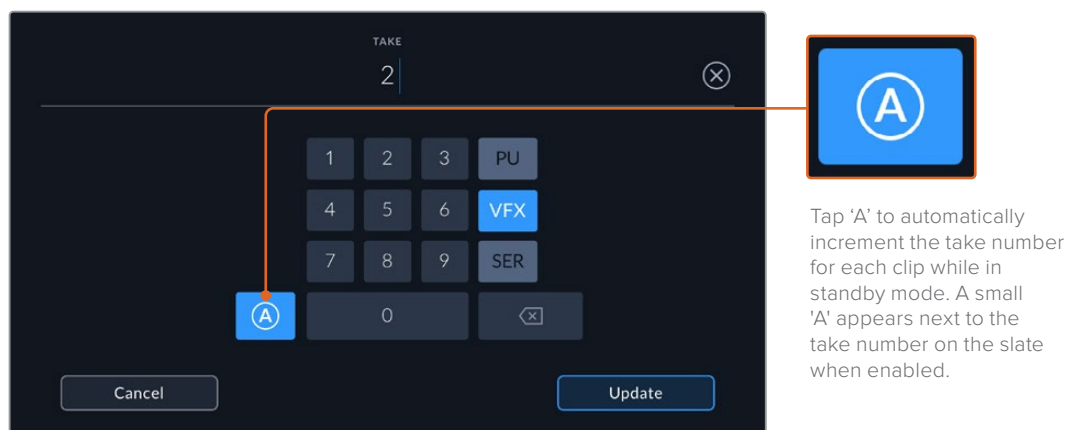 TAKE
2
1 2 3 PU
4 5 6 VFX
7 8 9 SER
A 0
Cancel Update
A
Tap ‘A’ to automatically
increment the take number
for each clip while in
standby mode. A small
'A' appears next to the
take number on the slate
when enabled.